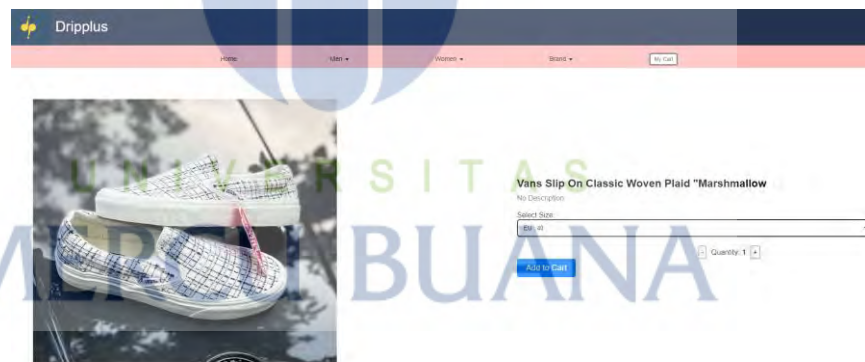 Dripplus
Home Men Women Brand My Cart
UNIVERSITAS
Vans Slip On Classic Woven Plaid "Marshmallow
No Description
Select Size
Quantity: 1
MERCU BUANA
Add to Cart